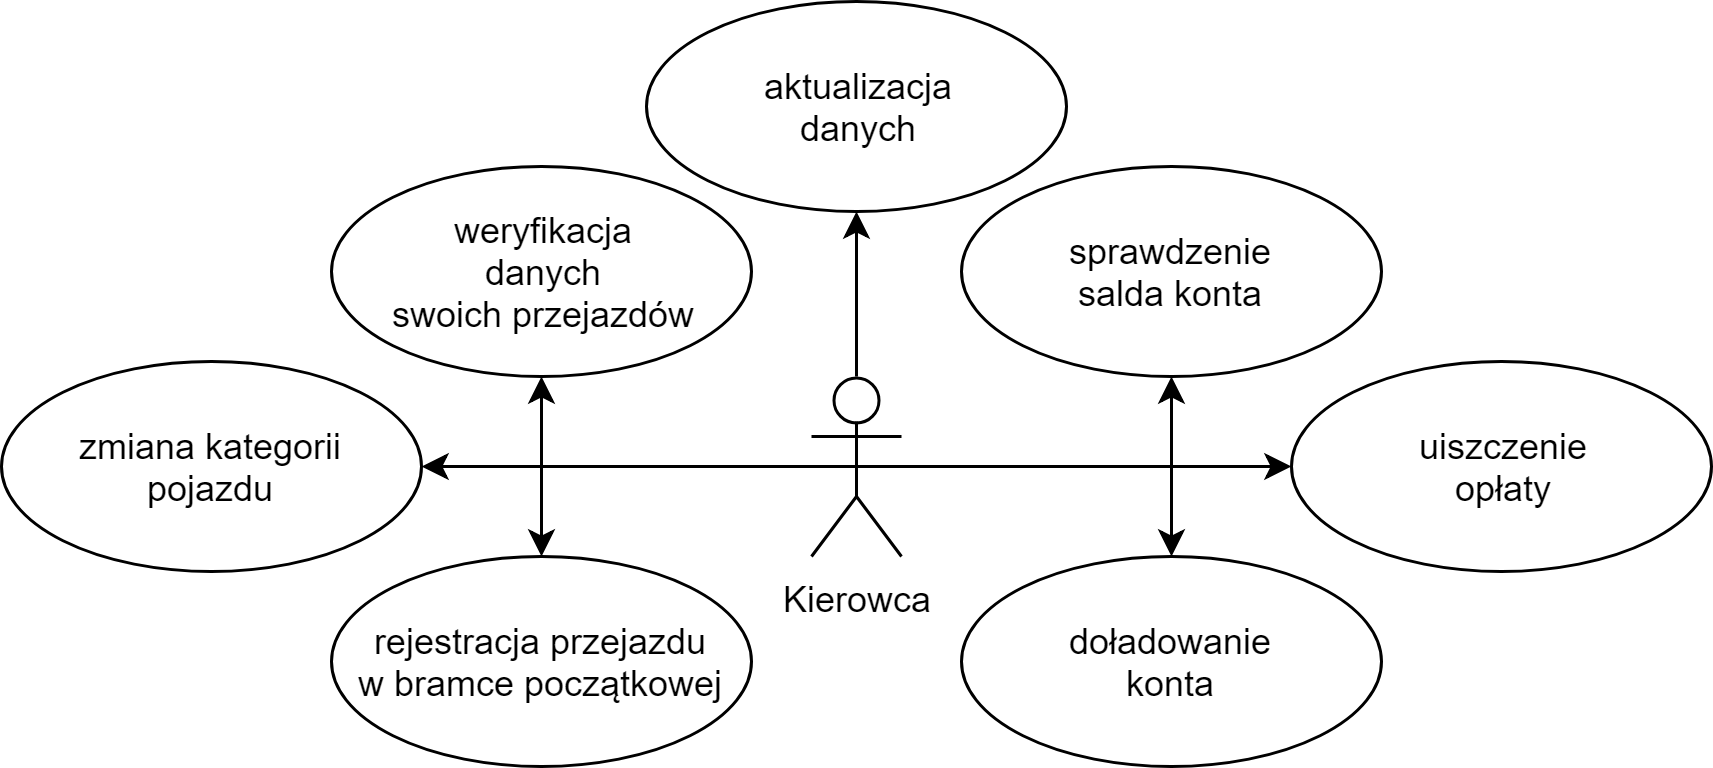 aktualizacja
danych
weryfikacja
danych
swoich przejazdów
sprawdzenie
salda konta
zmiana kategorii
pojazdu
uiszczenie
opłaty
Kierowca
rejestracja przejazdu
w bramce początkowej
doładowanie
konta